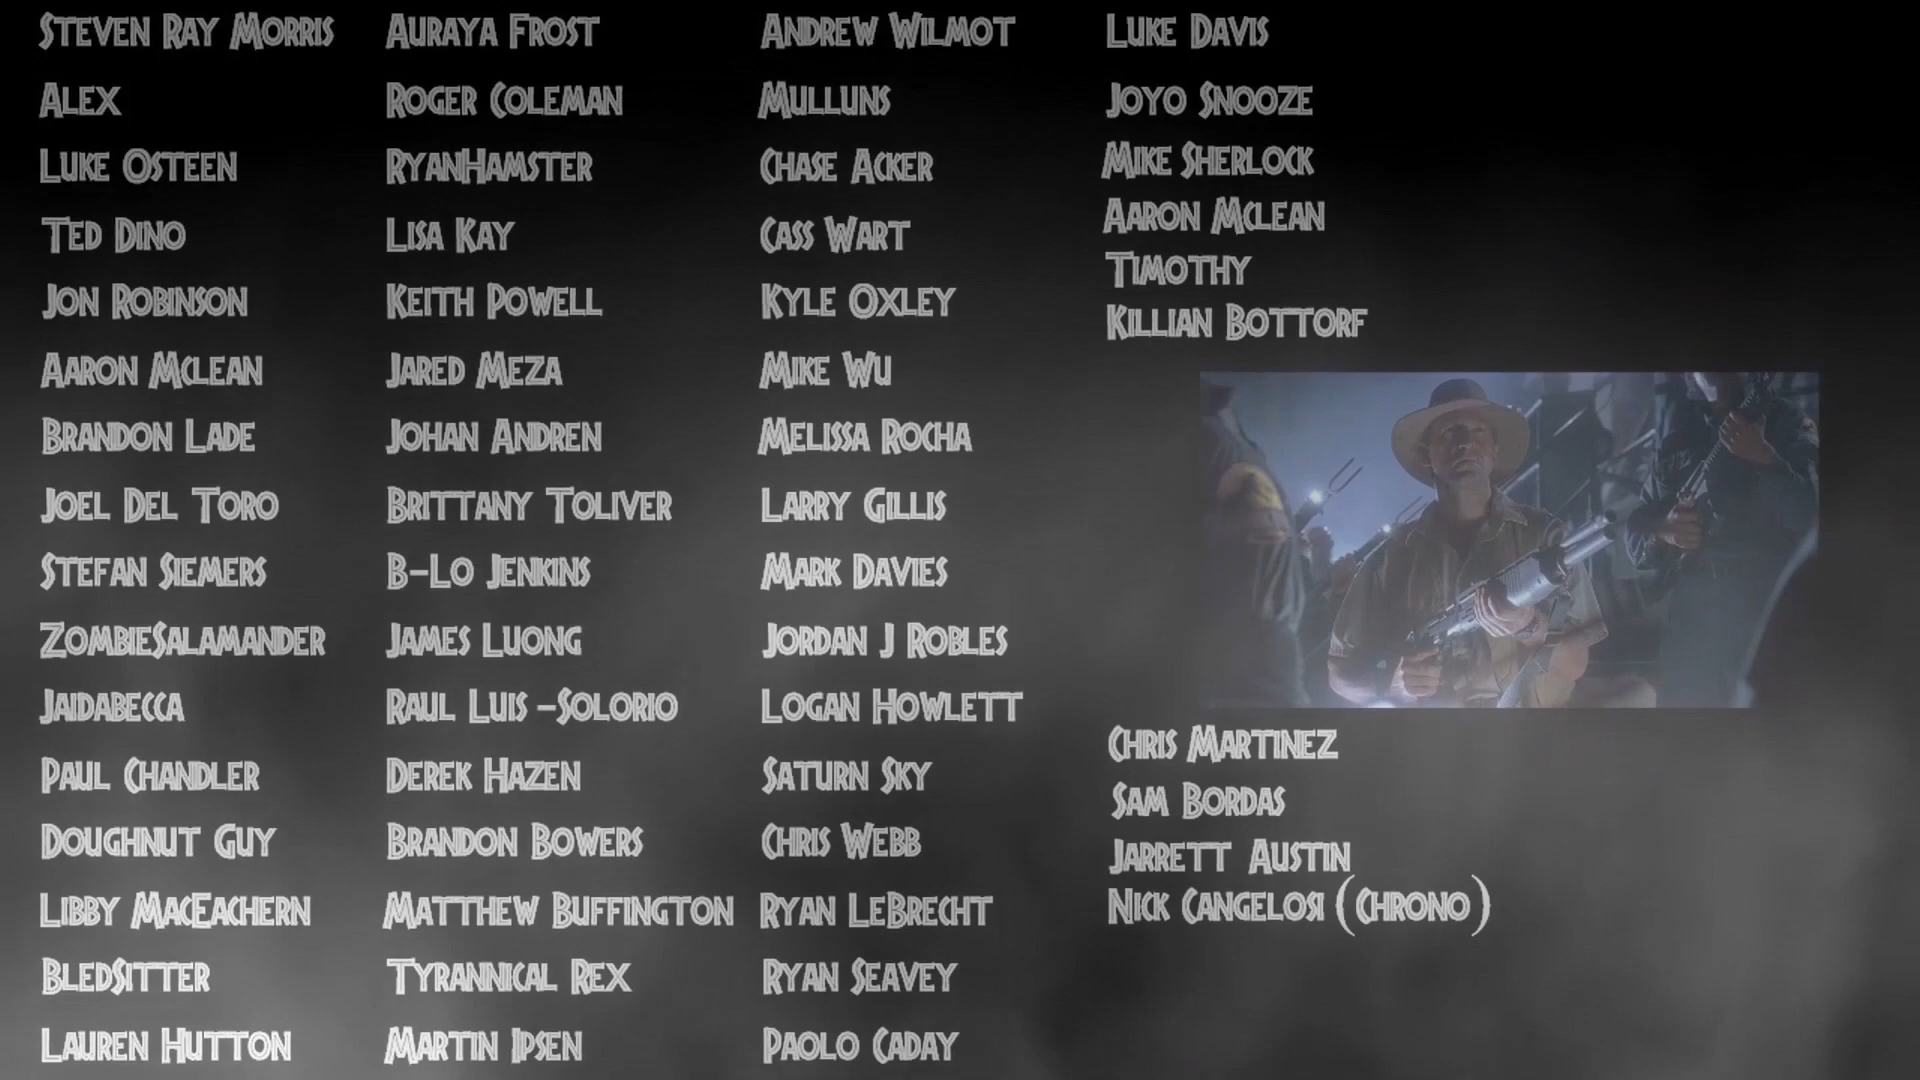 Steven Ray Morris
Alex
Luke Osteen
Ted Dino
Jon Robinson
Aaron McLean
Brandon Lade
Joel Del Toro
Stefan Siemers
ZombieSalamander
Jaidabecca
Paul Chandler
Doughnut Guy
Libby MacEachern
BledSitter
Lauren Hutton
Auraya Frost
Roger Coleman
RyanHamster
Lisa Kay
Keith Powell
Jared Meza
Johan Andren
Brittany Toliver
B-Lo Jenkins
James Luong
Raul Luis -Solorio
Derek Hazen
Brandon Bowers
Matthew Buffington
Tyrannical Rex
Martin Ipsen
Andrew Wilmot
Mulluns
Chase Acker
Cass Wart
Kyle Oxley
Mike Wu
Melissa Rocha
Larry Gillis
Mark Davies
Jordan J Robles
Logan Howlett
Saturn Sky
Chris Webb
Ryan LeBrecht
Ryan Seavey
Paolo Caday
Luke Davis
Joyo Snooze
Mike Sherlock
Aaron McLean
Timothy
Killian Bottorf
Chris Martinez
Sam Bordas
Jarrett Austin
Nick Cangelosi (Chrono)